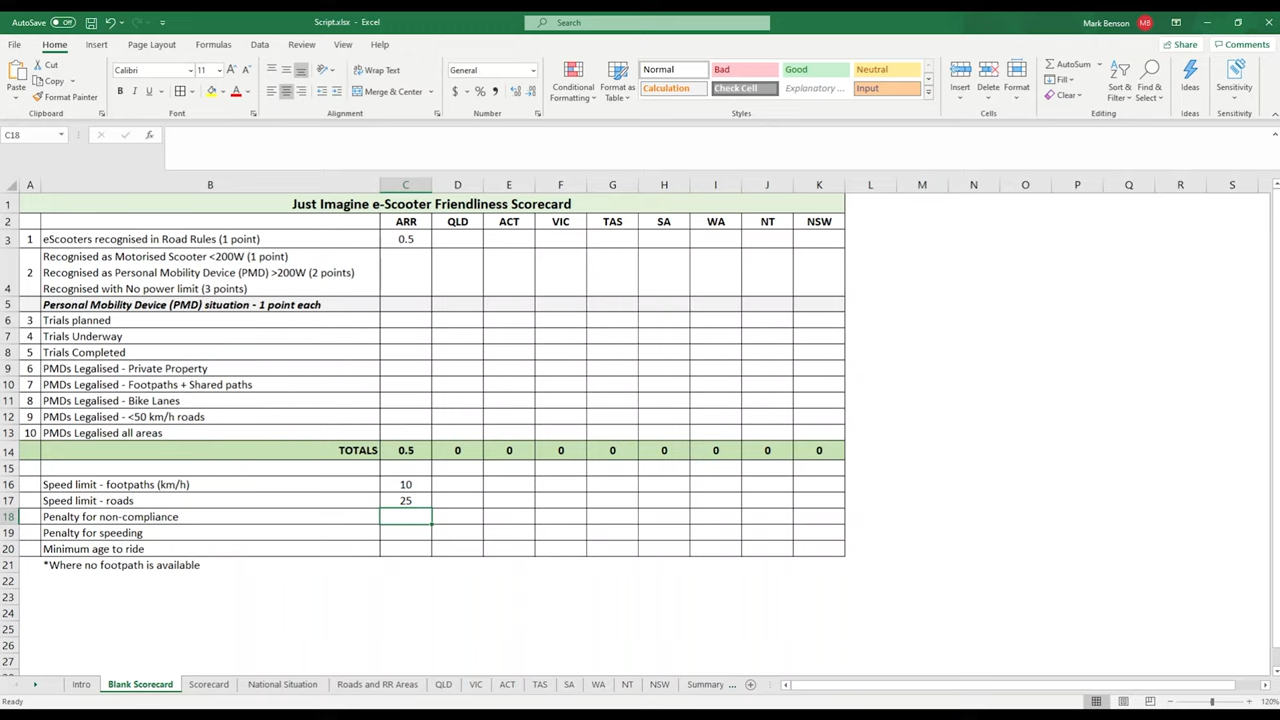 AutoSave Off Script.xlsx - Excel Search Mark Benson MB
File Home Insert Page Layout Formulas Data Review View Help Share Comments
Cut
Copy
Format Painter
Paste
Calibri 11
B I U
Wrap Text
Merge & Center
General
$ % ,
Conditional Formatting
Format as Table
Normal Bad Good Neutral
Calculation Check Cell Explanatory ... Input
Insert Delete Format
AutoSum
Fill
Clear
Sort & Filter
Find & Select
Ideas
Sensitivity
Clipboard Font Alignment Number Styles Cells Editing Ideas Sensitivity
C18 fx
A B C D E F G H I J K L M N O P Q R S
1 Just Imagine e-Scooter Friendliness Scorecard
2 ARR QLD ACT VIC TAS SA WA NT NSW
3 1 eScooters recognised in Road Rules (1 point) 0.5
Recognised as Motorised Scooter <200W (1 point)
2 Recognised as Personal Mobility Device (PMD) >200W (2 points)
4 Recognised with No power limit (3 points)
5 Personal Mobility Device (PMD) situation - 1 point each
6 3 Trials planned
7 4 Trials Underway
8 5 Trials Completed
9 6 PMDs Legalised - Private Property
10 7 PMDs Legalised - Footpaths + Shared paths
11 8 PMDs Legalised - Bike Lanes
12 9 PMDs Legalised - <50 km/h roads
13 10 PMDs Legalised all areas
14 TOTALS 0.5 0 0 0 0 0 0 0 0
15
16 Speed limit - footpaths (km/h) 10
17 Speed limit - roads 25
18 Penalty for non-compliance
19 Penalty for speeding
20 Minimum age to ride
21 *Where no footpath is available
22
23
24
25
26
27
Intro Blank Scorecard Scorecard National Situation Roads and RR Areas QLD VIC ACT TAS SA WA NT NSW Summary ...
Ready 120%